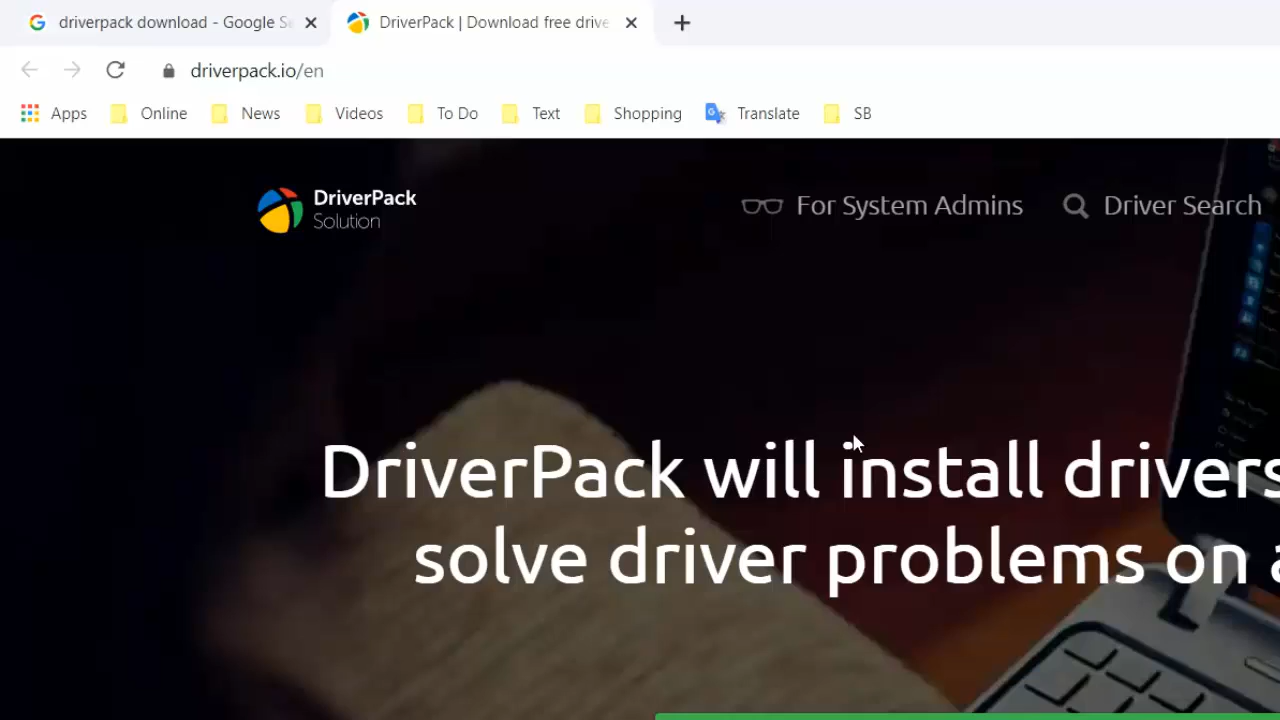 driverpack download - Google Se
DriverPack | Download free drive
driverpack.io/en
Apps Online News Videos To Do Text Shopping Translate SB
DriverPack
Solution
For System Admins Driver Search
DriverPack will install drivers
solve driver problems on a